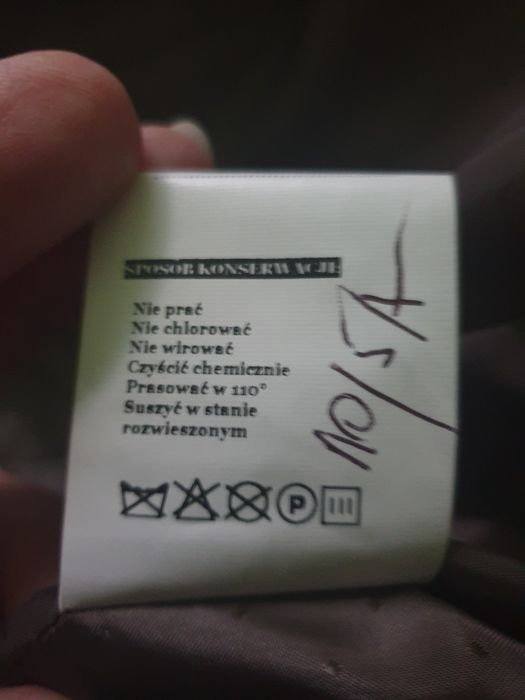 SPOSOB KONSERWACJI
Nie prać
Nie chlorować
Nie wirować
Czyścić chemicznie
Prasować w 110°
Suszyć w stanie
rozwieszonym
P